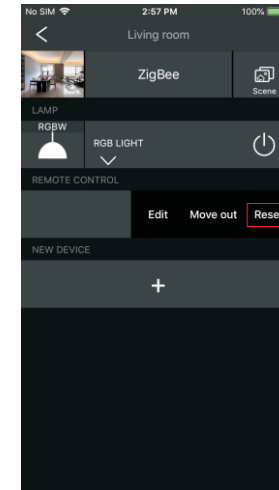 No SIM 2:57 PM 100%
Living room
ZigBee
Scene
LAMP
RGBW
RGB LIGHT
REMOTE CONTROL
Edit Move out Rese
NEW DEVICE
+